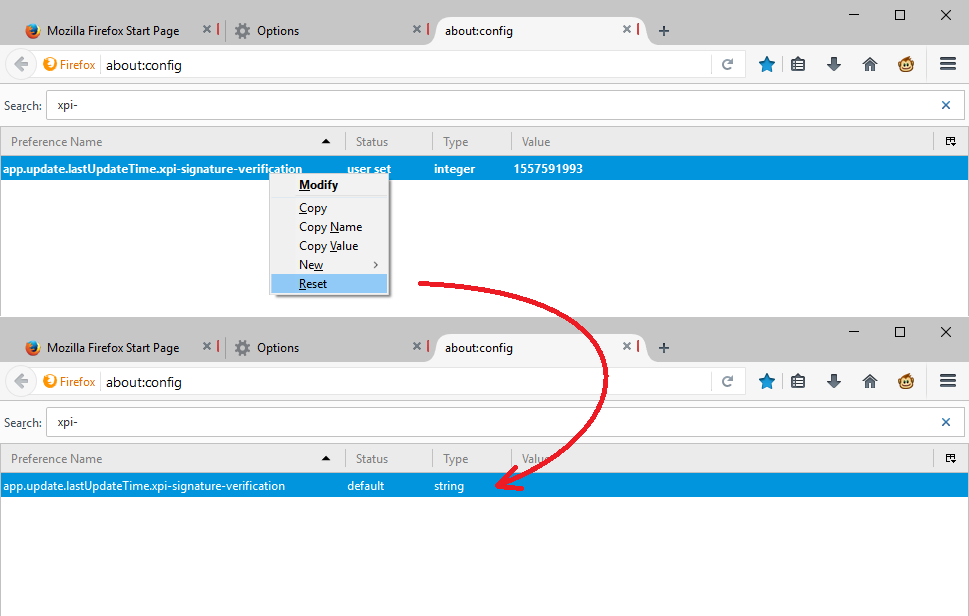 Mozilla Firefox Start Page Options about:config
Firefox about:config
Search: xpi-
Preference Name Status Type Value
app.update.lastUpdateTime.xpi-signature-verification user set integer 1557591993
Modify
Copy
Copy Name
Copy Value
New
Reset
Mozilla Firefox Start Page Options about:config
Firefox about:config
Search: xpi-
Preference Name Status Type Value
app.update.lastUpdateTime.xpi-signature-verification default string